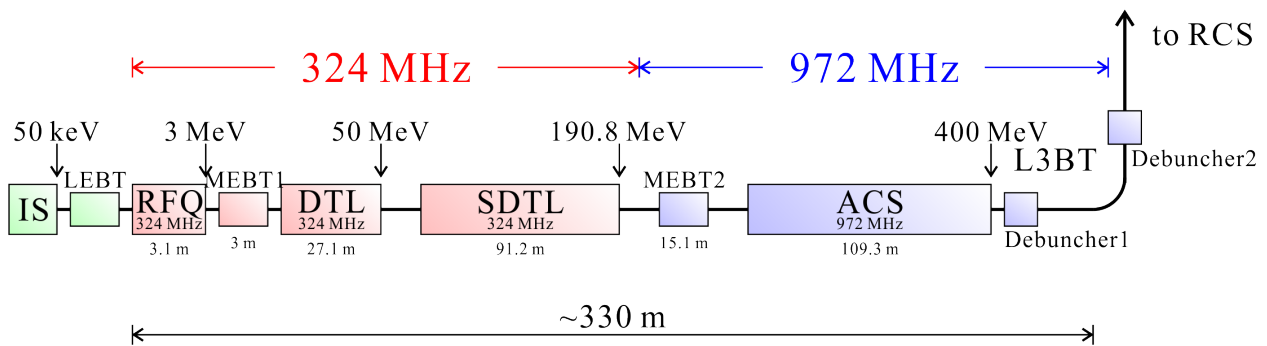 to RCS
324 MHz
972 MHz
50 keV
3 MeV
50 MeV
190.8 MeV
400 MeV
L3BT
Debuncher2
LEBT
MEBT1
MEBT2
IS
RFQ
324 MHz
DTL
324 MHz
SDTL
324 MHz
ACS
972 MHz
Debuncher1
3.1 m
3 m
27.1 m
91.2 m
15.1 m
109.3 m
~330 m